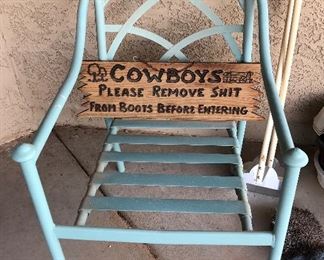 COWBOYS
PLEASE REMOVE SHIT
FROM BOOTS BEFORE ENTERING